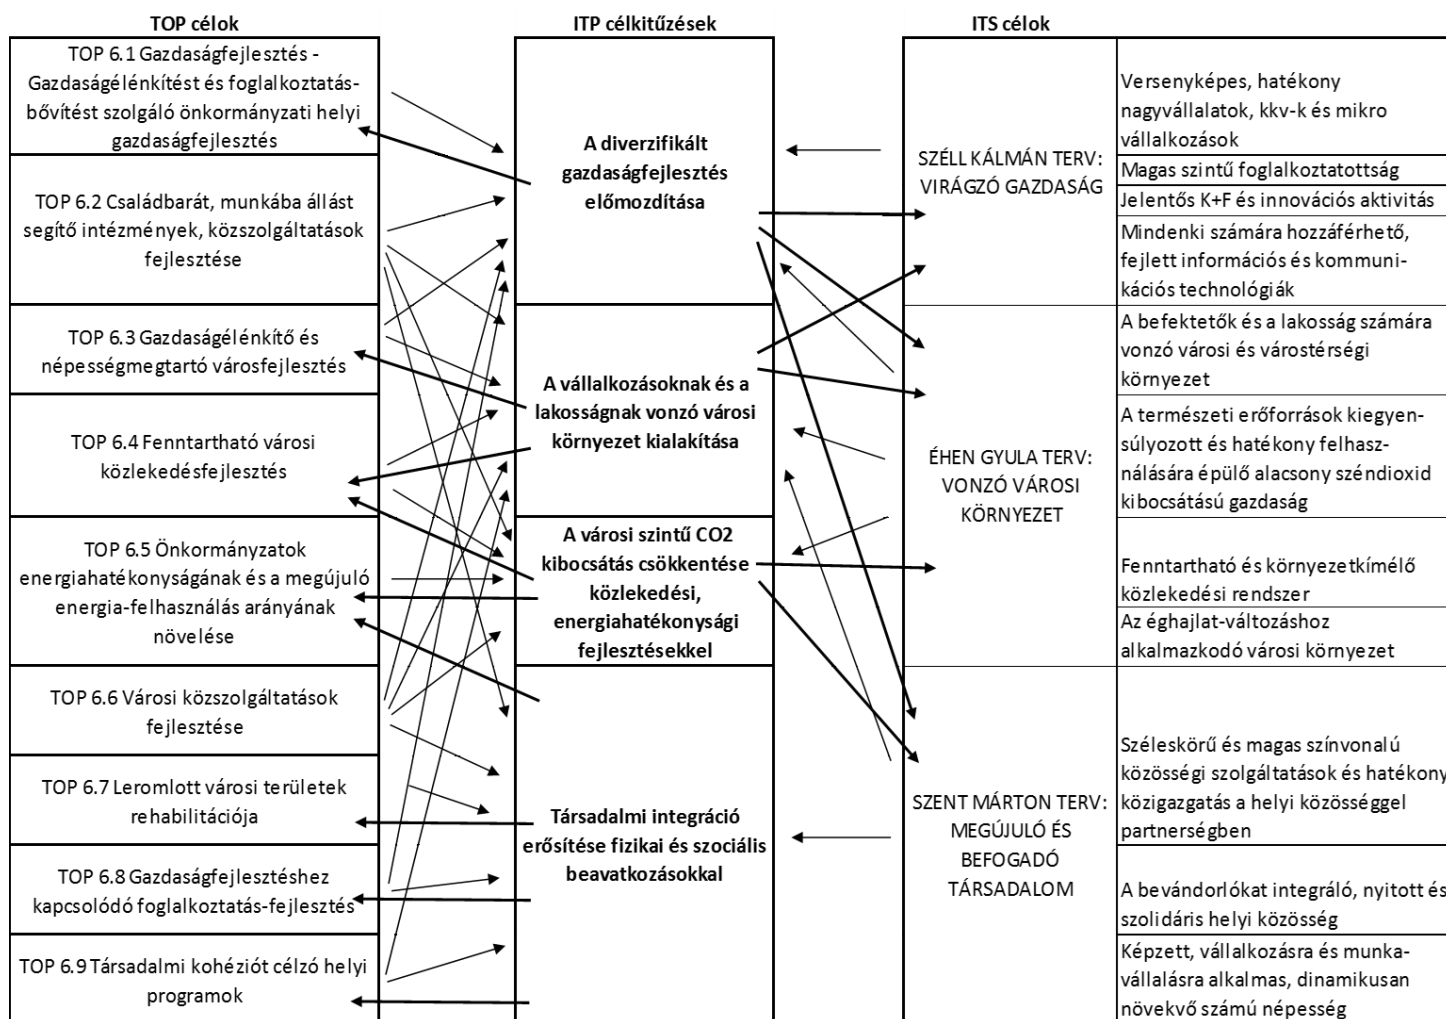 TOP célok
TOP 6.1 Gazdaságfejlesztés -
Gazdaságélénkítést és foglalkoztatás-
bővítést szolgáló önkormányzati helyi
gazdaságfejlesztés
TOP 6.2 Családbarát, munkába állást
segítő intézmények, közszolgáltatások
fejlesztése
TOP 6.3 Gazdaságélénkítő és
népességmegtartó városfejlesztés
TOP 6.4 Fenntartható városi
közlekedésfejlesztés
TOP 6.5 Önkormányzatok
energiahatékonyságának és a megújuló
energia-felhasználás arányának
növelése
TOP 6.6 Városi közszolgáltatások
fejlesztése
TOP 6.7 Leromlott városi területek
rehabilitációja
TOP 6.8 Gazdaságfejlesztéshez
kapcsolódó foglalkoztatás-fejlesztés
TOP 6.9 Társadalmi kohéziót célzó helyi
programok
ITP célkitűzések
A diverzifikált
gazdaságfejlesztés
előmozdítása
A vállalkozásoknak és a
lakosságnak vonzó városi
környezet kialakítása
A városi szintű CO2
kibocsátás csökkentése
közlekedési,
energiahatékonysági
fejlesztésekkel
Társadalmi integráció
erősítése fizikai és szociális
beavatkozásokkal
ITS célok
SZÉLL KÁLMÁN TERV:
VIRÁGZÓ GAZDASÁG
Versenyképes, hatékony
nagyvállalatok, kkv-k és mikro
vállalkozások
Magas szintű foglalkoztatottság
Jelentős K+F és innovációs aktivitás
Mindenki számára hozzáférhető,
fejlett információs és kommuni-
kációs technológiák
ÉHEN GYULA TERV:
VONZÓ VÁROSI
KÖRNYEZET
A befektetők és a lakosság számára
vonzó városi és várostérségi
környezet
A természeti erőforrások kiegyen-
súlyozott és hatékony felhasz-
nálására épülő alacsony széndioxid
kibocsátású gazdaság
Fenntartható és környezetkímélő
közlekedési rendszer
Az éghajlat-változáshoz
alkalmazkodó városi környezet
SZENT MÁRTON TERV:
MEGÚJULÓ ÉS
BEFOGADÓ
TÁRSADALOM
Széleskörű és magas színvonalú
közösségi szolgáltatások és hatékony
közigazgatás a helyi közösséggel
partnerségben
A bevándorlókat integráló, nyitott és
szolidáris helyi közösség
Képzett, vállalkozásra és munka-
vállalásra alkalmas, dinamikusan
növekvő számú népesség